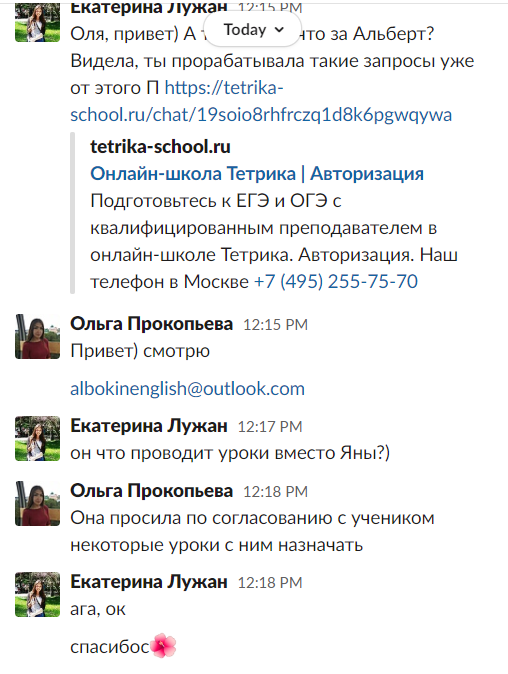 Екатерина Лужан 12:15 PM
Today
Оля, привет) А что за Альберт?
Видела, ты прорабатывала такие запросы уже
от этого П https://tetrika-
school.ru/chat/19soio8rhfrczq1d8k6pgwqywa
tetrika-school.ru
Онлайн-школа Тетрика | Авторизация
Подготовьтесь к ЕГЭ и ОГЭ с
квалифицированным преподавателем в
онлайн-школе Тетрика. Авторизация. Наш
телефон в Москве +7 (495) 255-75-70
Ольга Прокопьева 12:15 PM
Привет) смотрю
albokinenglish@outlook.com
Екатерина Лужан 12:17 PM
он что проводит уроки вместо Яны?)
Ольга Прокопьева 12:18 PM
Она просила по согласованию с учеником
некоторые уроки с ним назначать
Екатерина Лужан 12:18 PM
ага, ок
спасибос